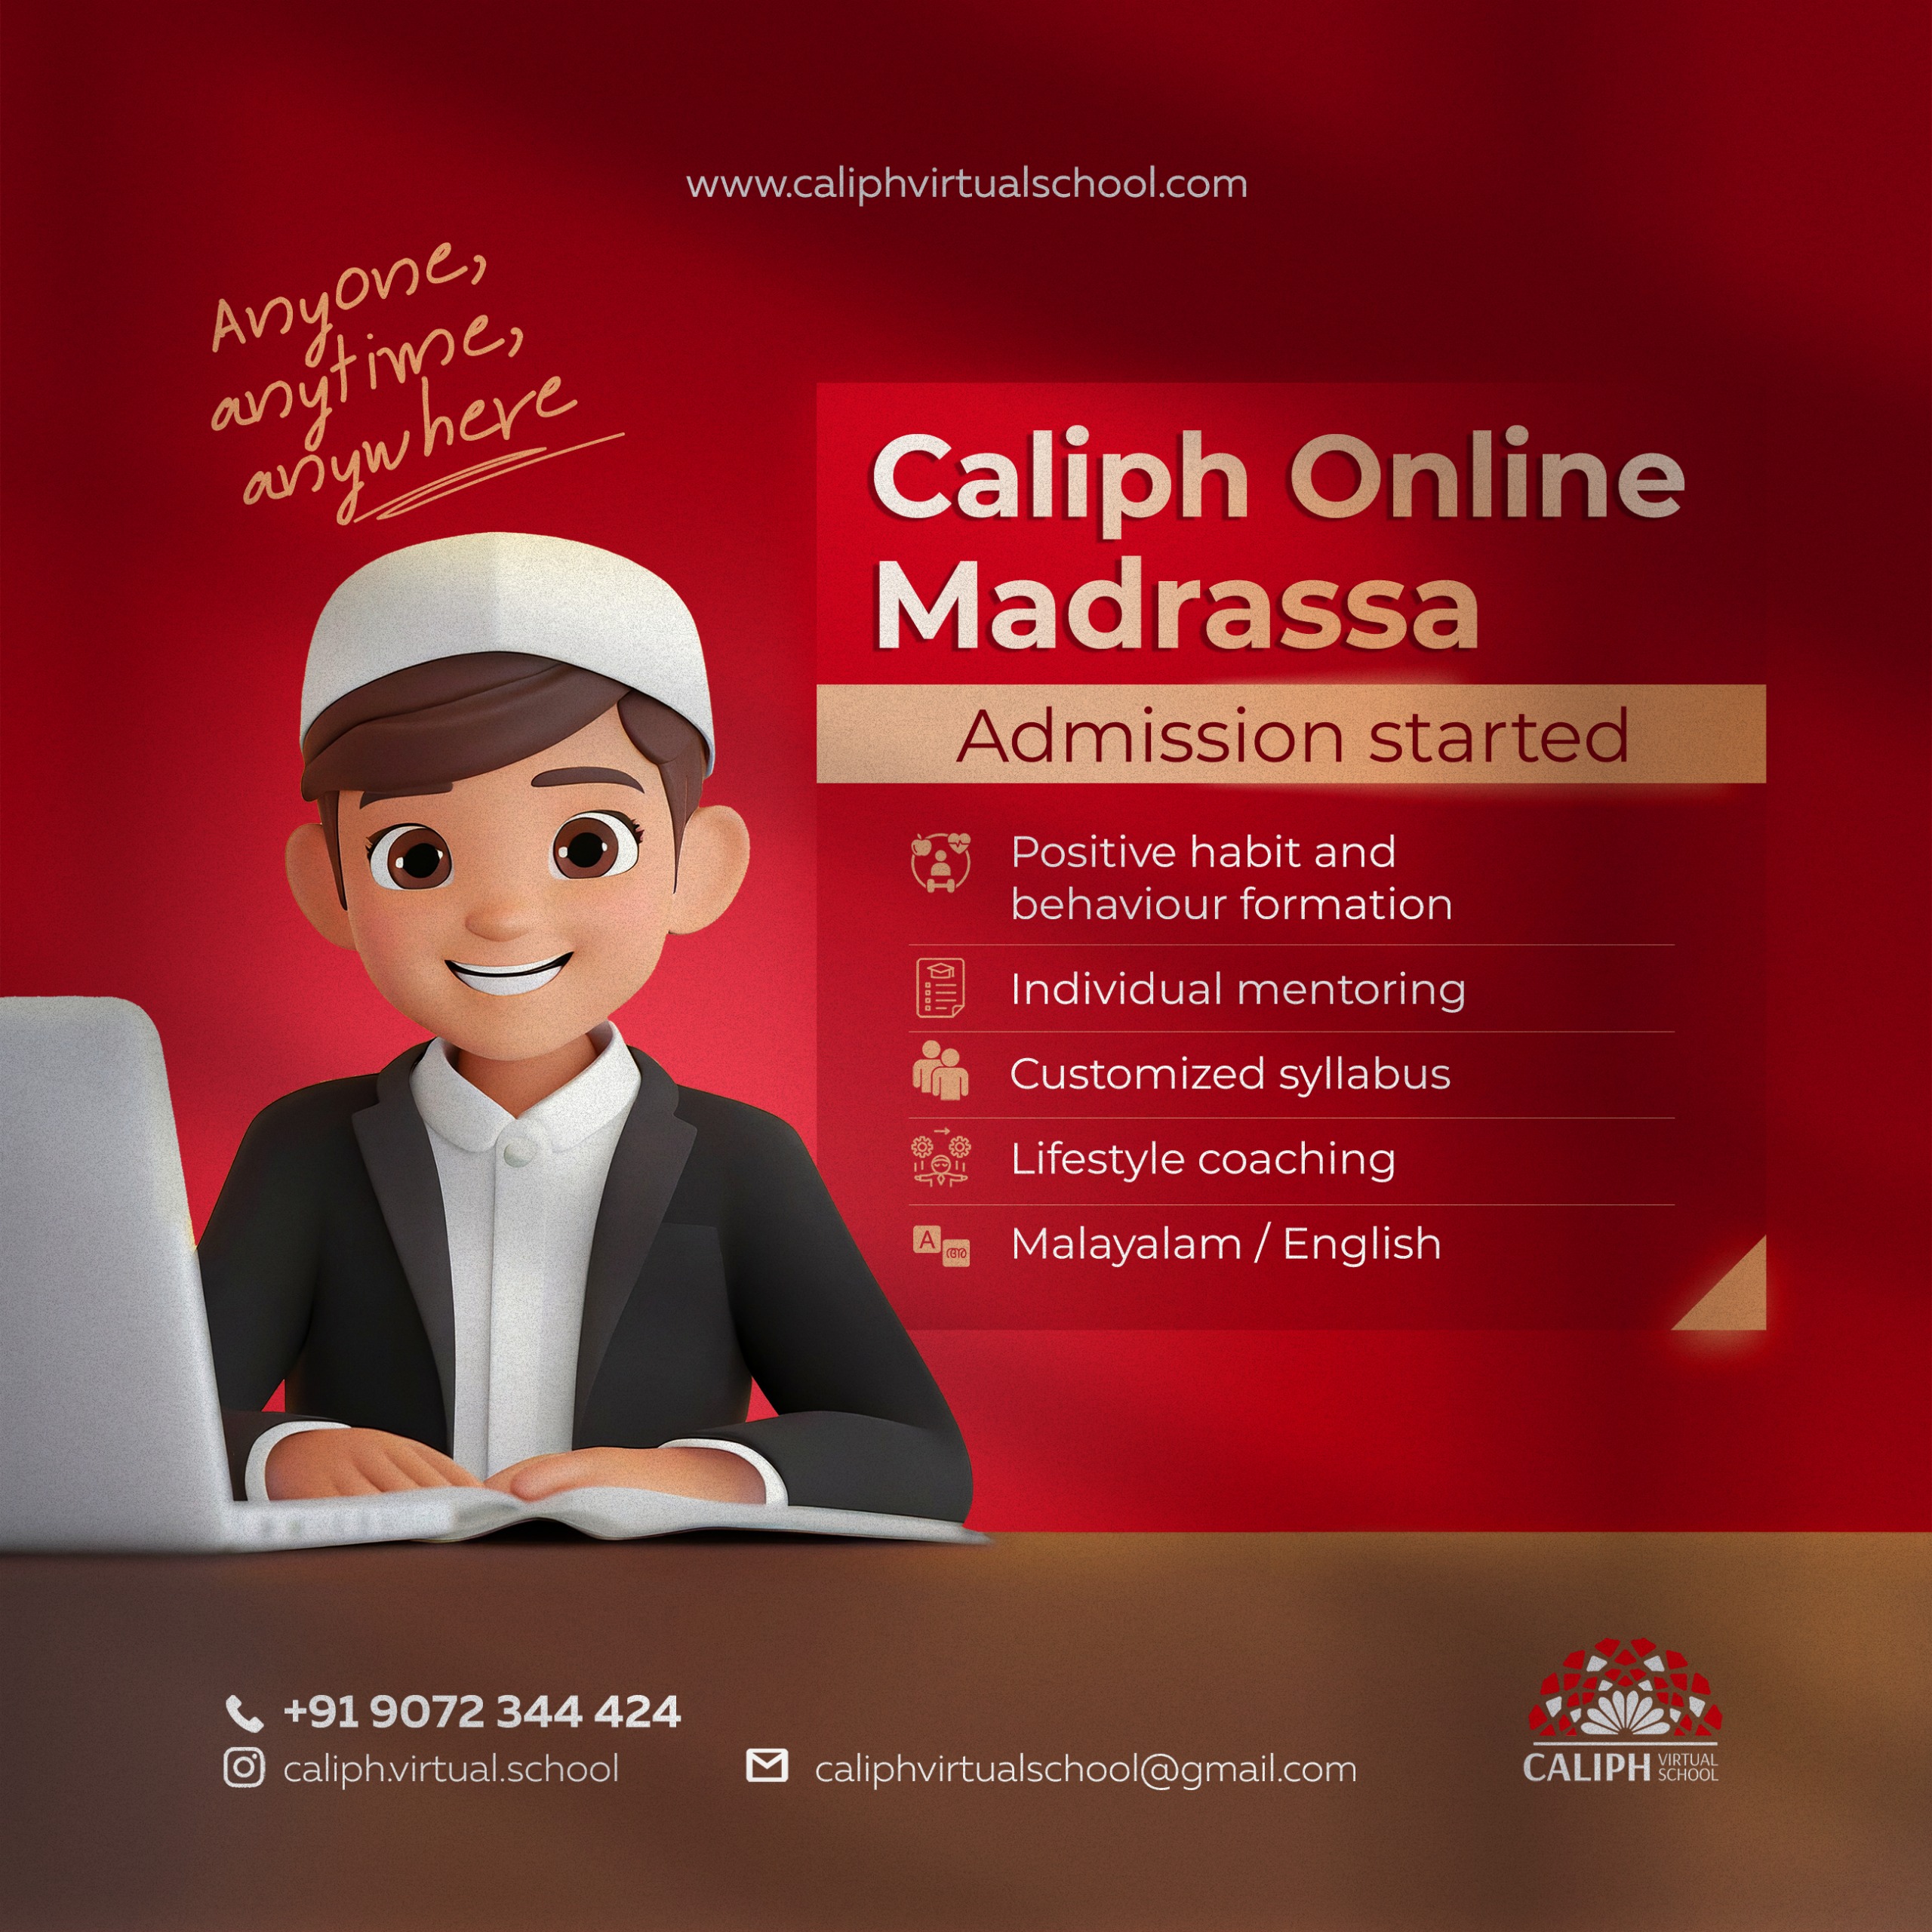 www.caliphvirtualschool.com
Anyone,
anytime,
anywhere
Caliph Online
Madrassa
Admission started
Positive habit and
behaviour formation
Individual mentoring
Customized syllabus
Lifestyle coaching
A
അ
Malayalam / English
+91 9072 344 424
caliph.virtual.school
caliphvirtualschool@gmail.com
CALIPH VIRTUAL
SCHOOL